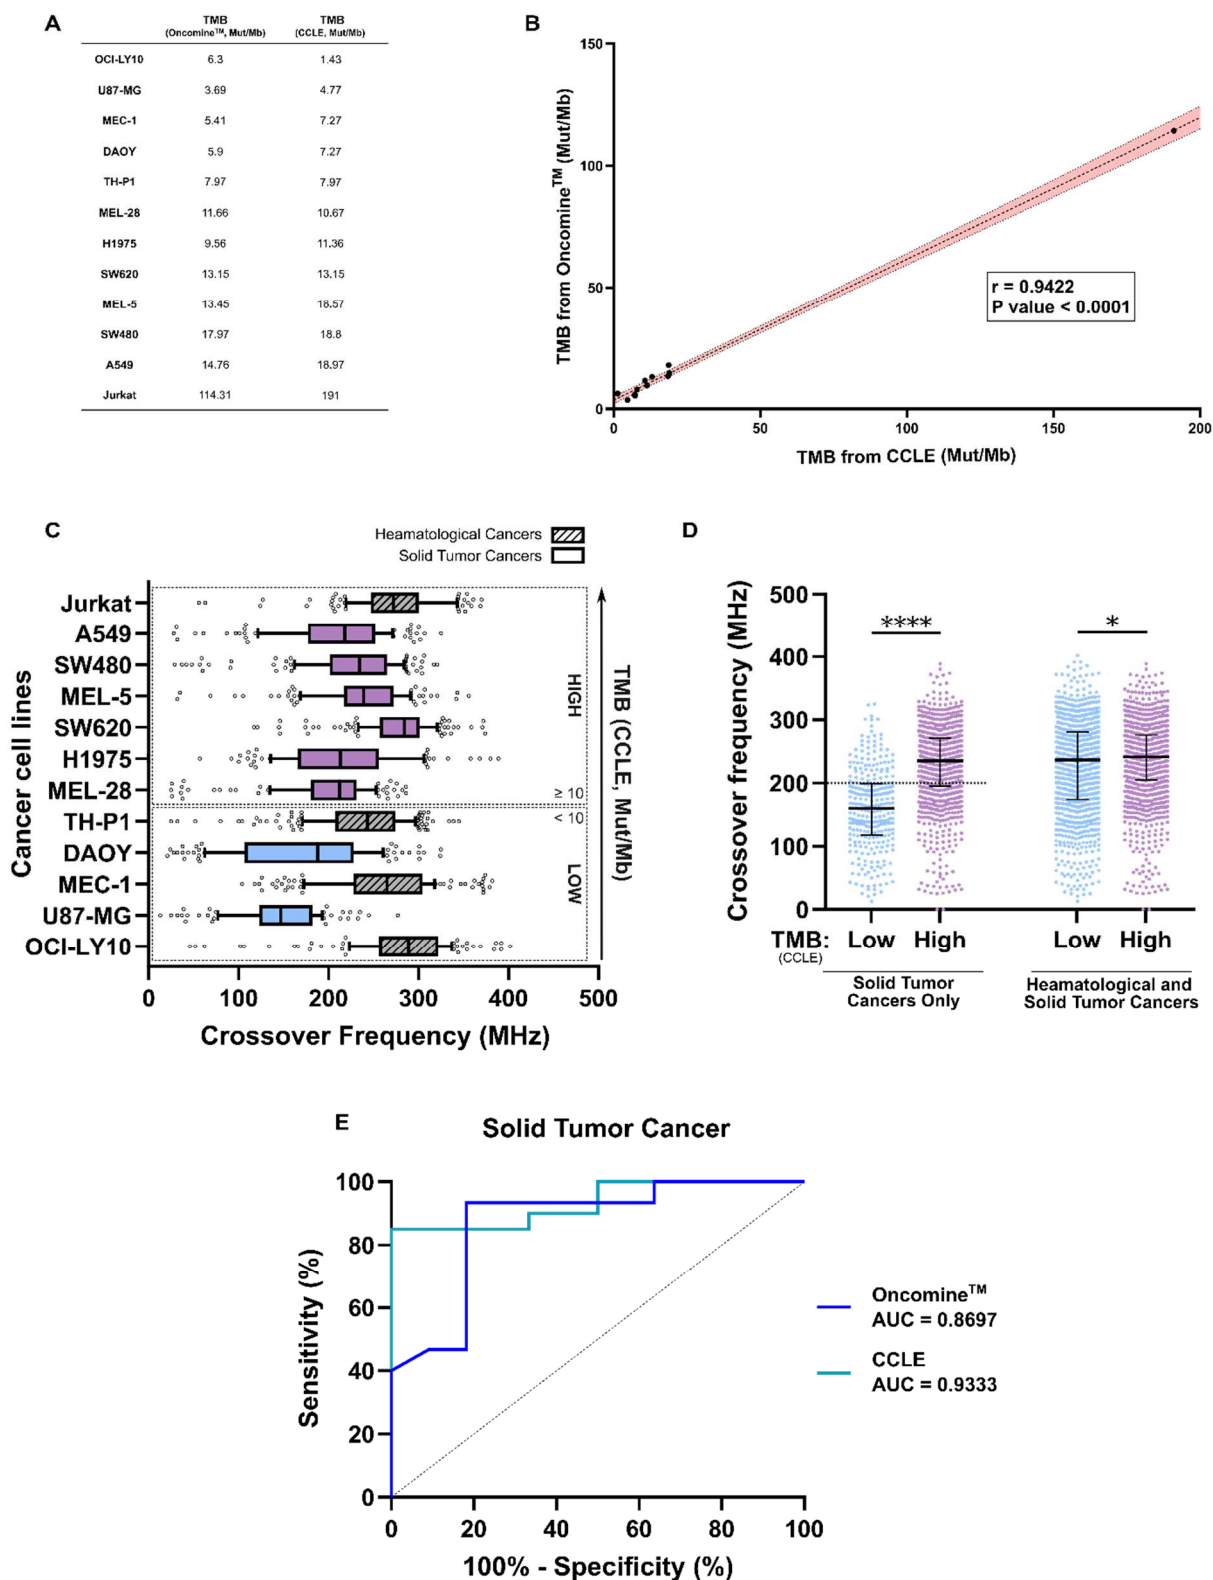 A
TMB TMB
(Oncomine™, Mut/Mb) (CCLE, Mut/Mb)
OCI-LY10 6.3 1.43
U87-MG 3.69 4.77
MEC-1 5.41 7.27
DAOY 5.9 7.27
TH-P1 7.97 7.97
MEL-28 11.66 10.67
H1975 9.56 11.36
SW620 13.15 13.15
MEL-5 13.45 18.57
SW480 17.97 18.8
A549 14.76 18.97
Jurkat 114.31 191
B
TMB from Oncomine™ (Mut/Mb)
150
100
50
0
r = 0.9422
P value < 0.0001
0 50 100 150 200
TMB from CCLE (Mut/Mb)
C
Heamatological Cancers
Solid Tumor Cancers
Cancer cell lines
Jurkat
A549
SW480
MEL-5
SW620
H1975
MEL-28
TH-P1
DAOY
MEC-1
U87-MG
OCI-LY10
HIGH
≥ 10
< 10
LOW
TMB (CCLE, Mut/Mb)
0 100 200 300 400 500
Crossover Frequency (MHz)
D
Crossover frequency (MHz)
500
400
300
200
100
0
**** *
TMB: Low High Low High
(CCLE)
Solid Tumor Heamatological and
Cancers Only Solid Tumor Cancers
E
Solid Tumor Cancer
Sensitivity (%)
100
80
60
40
20
0
Oncomine™
AUC = 0.8697
CCLE
AUC = 0.9333
0 20 40 60 80 100
100% - Specificity (%)